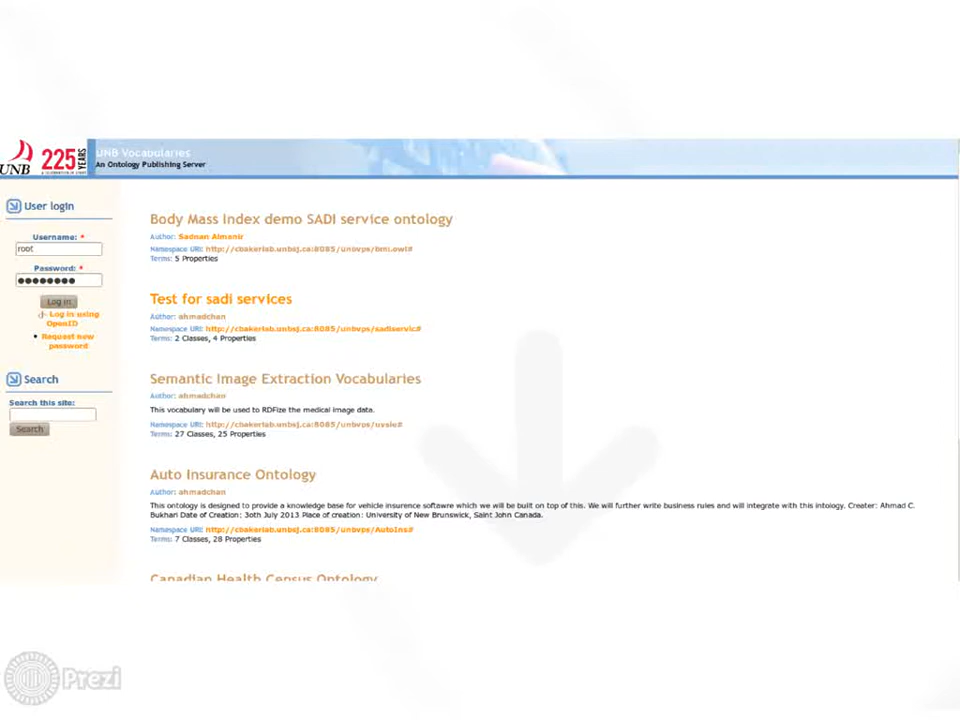 UNB 225 YEARS
UNB Vocabularies
An Ontology Publishing Server
User login
Username: *
root
Password: *
Log in
Log in using
OpenID
Request new
password
Search
Search this site:
Search
Body Mass Index demo SADI service ontology
Author: Sadnan Almanir
Namespace URI: http://cbakerlab.unbsj.ca:8085/unbvps/bmi.owl#
Terms: 5 Properties
Test for sadi services
Author: ahmadchan
Namespace URI: http://cbakerlab.unbsj.ca:8085/unbvps/sadiservic#
Terms: 2 Classes, 4 Properties
Semantic Image Extraction Vocabularies
Author: ahmadchan
This vocabulary will be used to RDFize the medical image data.
Namespace URI: http://cbakerlab.unbsj.ca:8085/unbvps/uvsie#
Terms: 27 Classes, 25 Properties
Auto Insurance Ontology
Author: ahmadchan
This ontology is designed to provide a knowledge base for vehicle insurence softawre which we will be built on top of this. We will further write business rules and will integrate with this intology. Creater: Ahmad C.
Bukhari Date of Creation: 3oth July 2013 Place of creation: University of New Brunswick, Saint John Canada.
Namespace URI: http://cbakerlab.unbsj.ca:8085/unbvps/AutoIns#
Terms: 7 Classes, 28 Properties
Canadian Health Census Ontology
Prezi